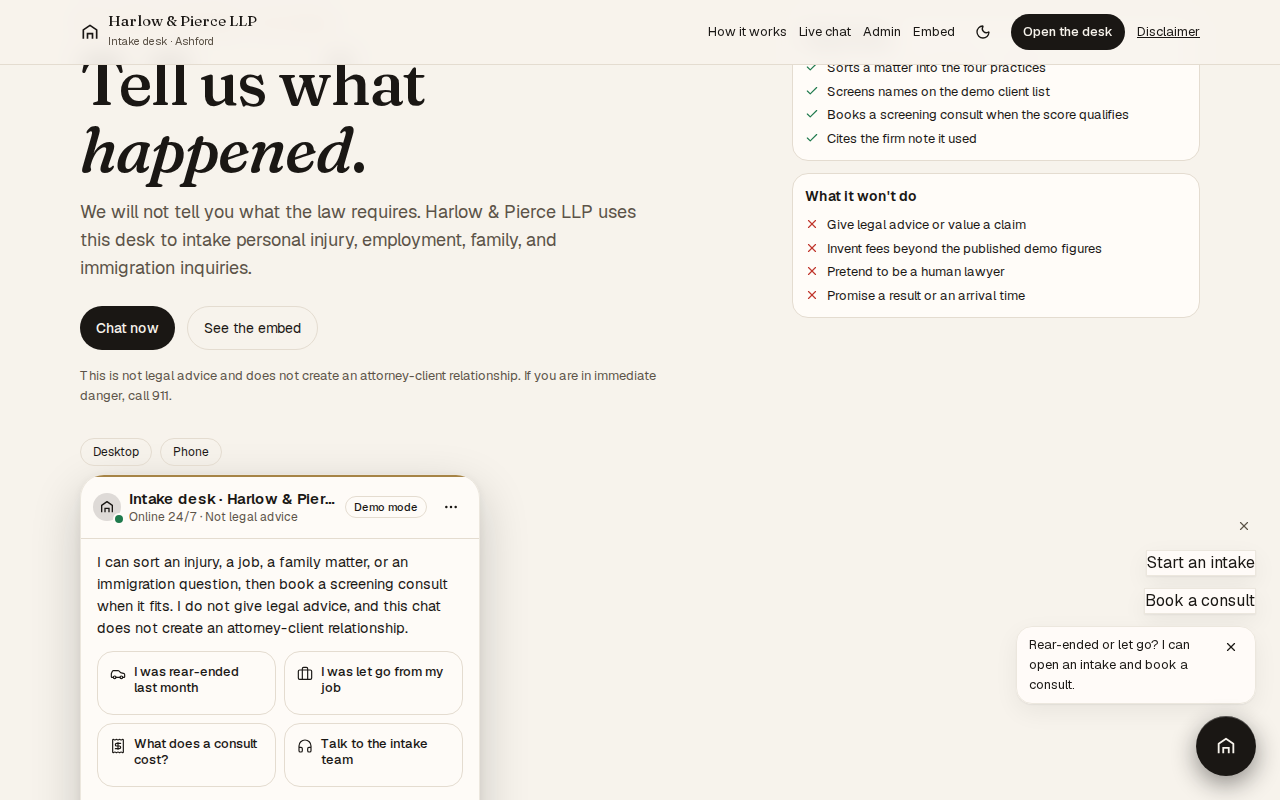 Harlow & Pierce LLP
Intake desk · Ashford
How it works
Live chat
Admin
Embed
Open the desk
Disclaimer
Tell us what
happened.
We will not tell you what the law requires. Harlow & Pierce LLP uses
this desk to intake personal injury, employment, family, and
immigration inquiries.
Chat now
See the embed
This is not legal advice and does not create an attorney-client relationship. If you are in immediate
danger, call 911.
Sorts a matter into the four practices
Screens names on the demo client list
Books a screening consult when the score qualifies
Cites the firm note it used
What it won't do
Give legal advice or value a claim
Invent fees beyond the published demo figures
Pretend to be a human lawyer
Promise a result or an arrival time
Desktop
Phone
Intake desk · Harlow & Pier...
Online 24/7 · Not legal advice
Demo mode
I can sort an injury, a job, a family matter, or an
immigration question, then book a screening consult
when it fits. I do not give legal advice, and this chat
does not create an attorney-client relationship.
I was rear-ended
last month
I was let go from my
job
What does a consult
cost?
Talk to the intake
team
Start an intake
Book a consult
Rear-ended or let go? I can
open an intake and book a
consult.